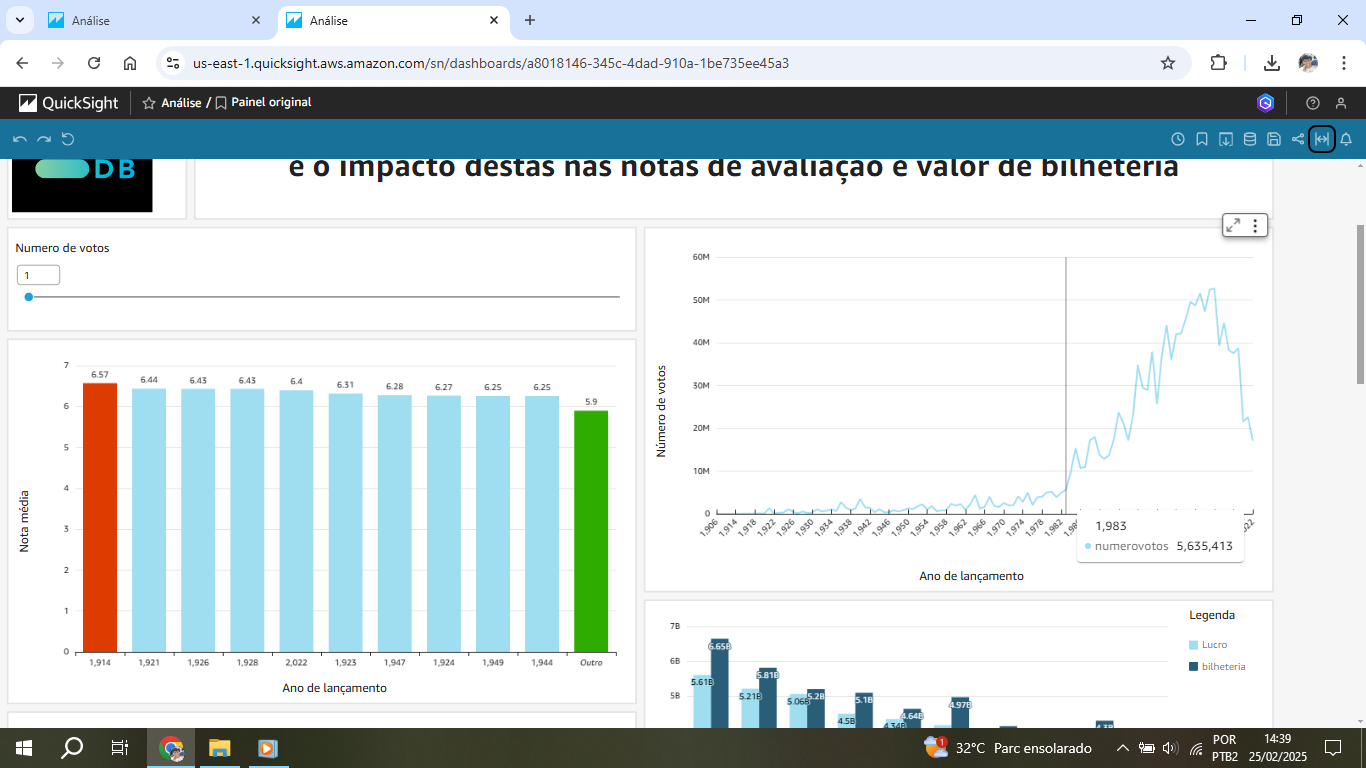 Análise
Análise
us-east-1.quicksight.aws.amazon.com/sn/dashboards/a8018146-345c-4dad-910a-1be735ee45a3
QuickSight
Análise / Painel original
DB
e o impacto destas nas notas de avaliação e valor de bilheteria
Numero de votos
1
7
6
5
4
3
2
1
0
6.57
6.44
6.43
6.43
6.4
6.31
6.28
6.27
6.25
6.25
5.9
1,914
1,921
1,926
1,928
2,022
1,923
1,947
1,924
1,949
1,944
Outro
Nota média
Ano de lançamento
60M
50M
40M
30M
20M
10M
0
Número de votos
1,906
1,914
1,918
1,922
1,926
1,930
1,934
1,938
1,942
1,946
1,950
1,954
1,958
1,962
1,966
1,970
1,974
1,978
1,982
1,983
numerovotos 5,635,413
Ano de lançamento
7B
6B
5B
5.61B
6.65B
5.21B
5.81B
5.06B
5.2B
4.5B
5.1B
4.34B
4.64B
4.97B
4.3B
Legenda
Lucro
bilheteria
1
32°C Parc ensolarado
POR
PTB2
14:39
25/02/2025